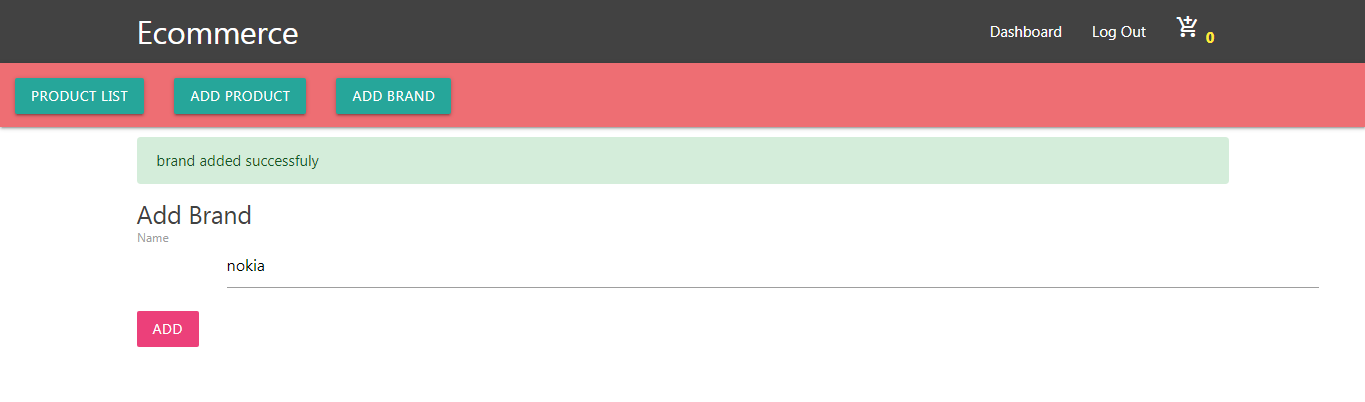 Ecommerce
Dashboard
Log Out
0
PRODUCT LIST
ADD PRODUCT
ADD BRAND
brand added successfuly
Add Brand
Name
nokia
ADD